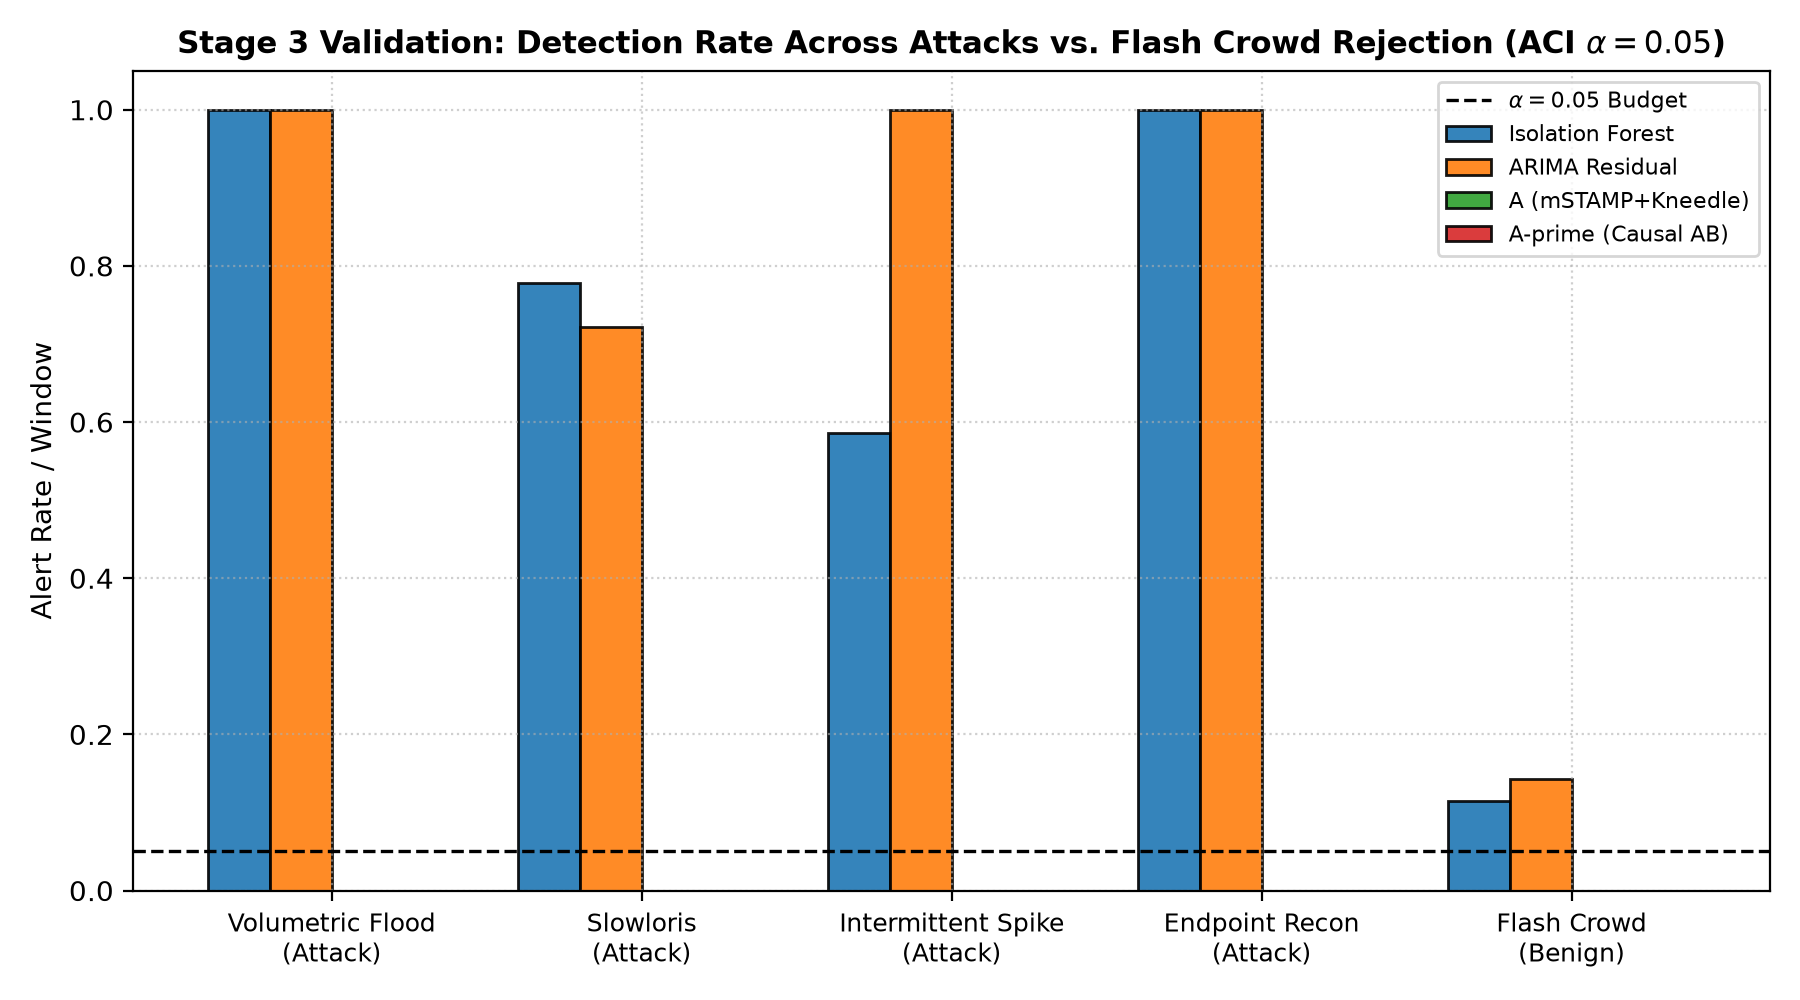 Stage 3 Validation: Detection Rate Across Attacks vs. Flash Crowd Rejection (ACI α = 0.05)
Alert Rate / Window
1.0
0.8
0.6
0.4
0.2
0.0
α = 0.05 Budget
Isolation Forest
ARIMA Residual
A (mSTAMP+Kneedle)
A-prime (Causal AB)
Volumetric Flood
(Attack)
Slowloris
(Attack)
Intermittent Spike
(Attack)
Endpoint Recon
(Attack)
Flash Crowd
(Benign)